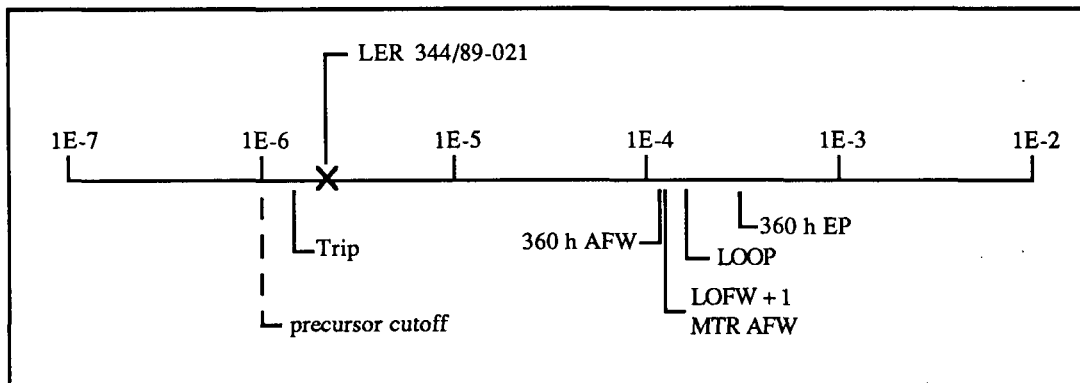 LER 344/89-021
1E-7 1E-6 1E-5 1E-4 1E-3 1E-2
Trip
360 h AFW
360 h EP
LOOP
LOFW + 1
MTR AFW
precursor cutoff